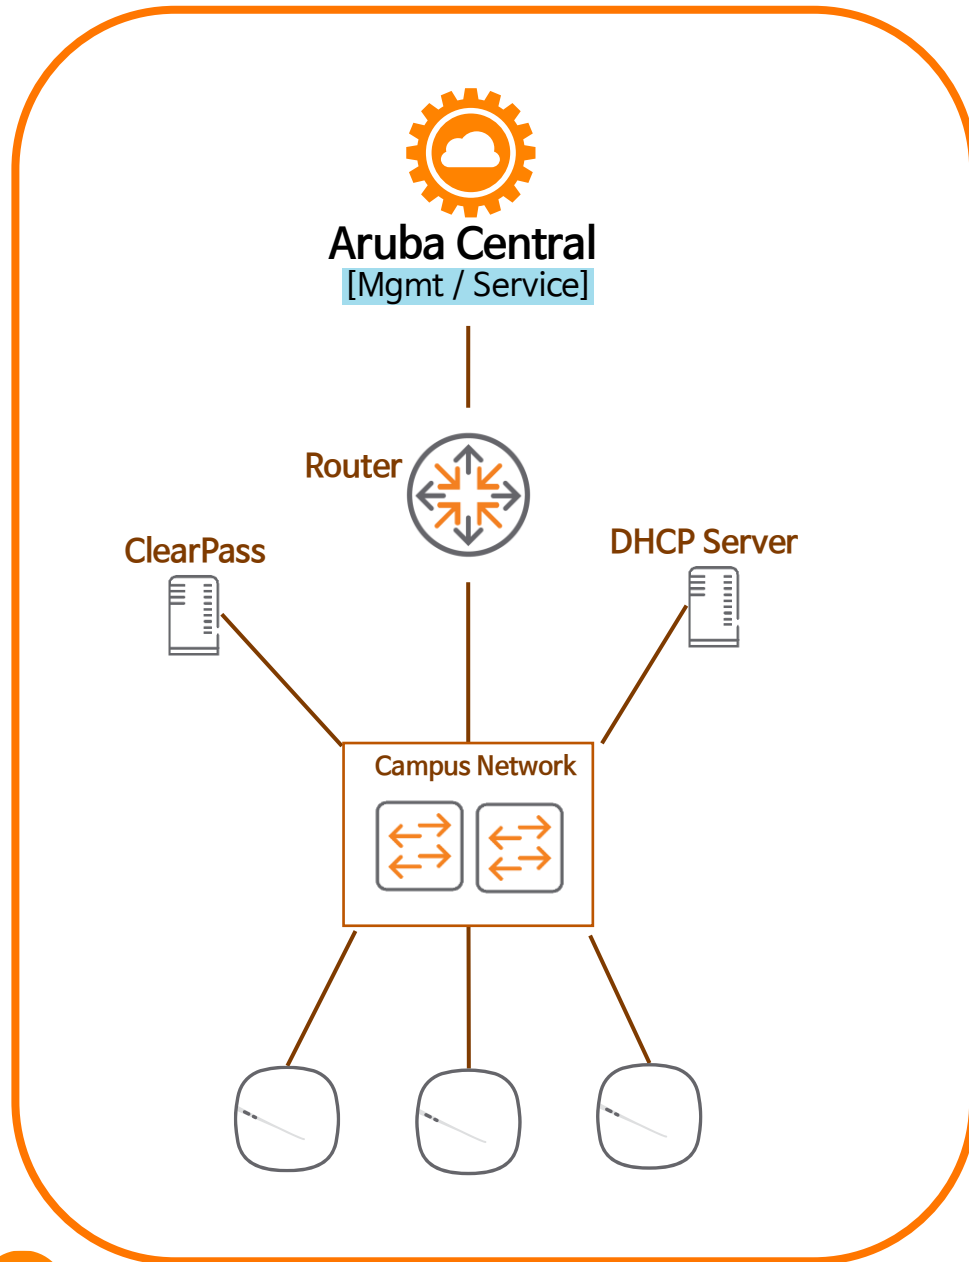 Aruba Central
[Mgmt / Service]
Router
ClearPass
DHCP Server
Campus Network